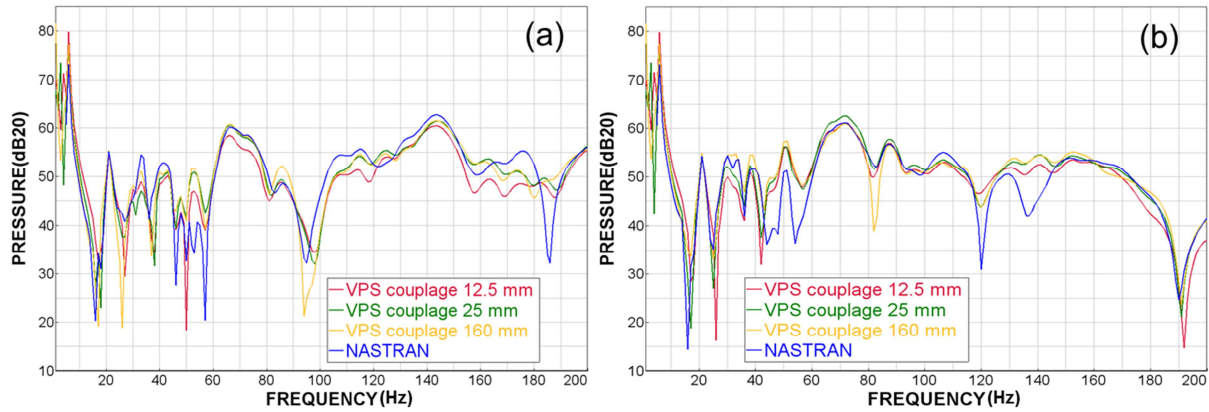 (a)
PRESSURE(dB20)
80
70
60
50
40
30
20
10
VPS couplage 12.5 mm
VPS couplage 25 mm
VPS couplage 160 mm
NASTRAN
20 40 60 80 100 120 140 160 180 200
FREQUENCY(Hz)
(b)
PRESSURE(dB20)
80
70
60
50
40
30
20
10
VPS couplage 12.5 mm
VPS couplage 25 mm
VPS couplage 160 mm
NASTRAN
20 40 60 80 100 120 140 160 180 200
FREQUENCY(Hz)